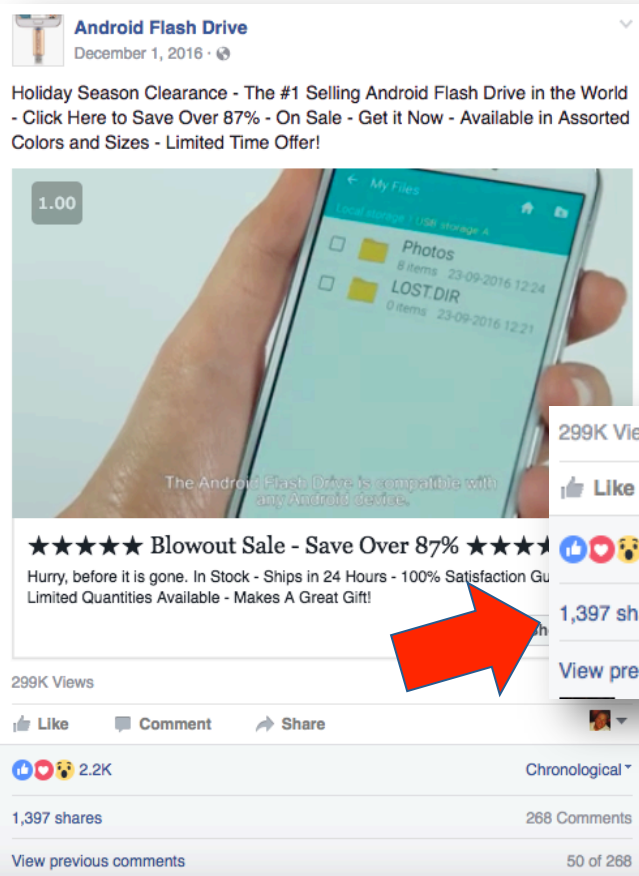 Android Flash Drive
December 1, 2016
Holiday Season Clearance - The #1 Selling Android Flash Drive in the World
- Click Here to Save Over 87% - On Sale - Get it Now - Available in Assorted
Colors and Sizes - Limited Time Offer!
1.00
My Files
Local storage / USB storage A
Photos
8 items 23-09-2016 12:24
LOST.DIR
0 items 23-09-2016 12:21
The Android Flash Drive is compatible with
any Android device.
★★★★★ Blowout Sale - Save Over 87% ★★★★
Hurry, before it is gone. In Stock - Ships in 24 Hours - 100% Satisfaction Gu
Limited Quantities Available - Makes A Great Gift!
299K Vie
Like
1,397 sh
View pre
299K Views
Like Comment Share
2.2K
Chronological
1,397 shares
268 Comments
View previous comments
50 of 268